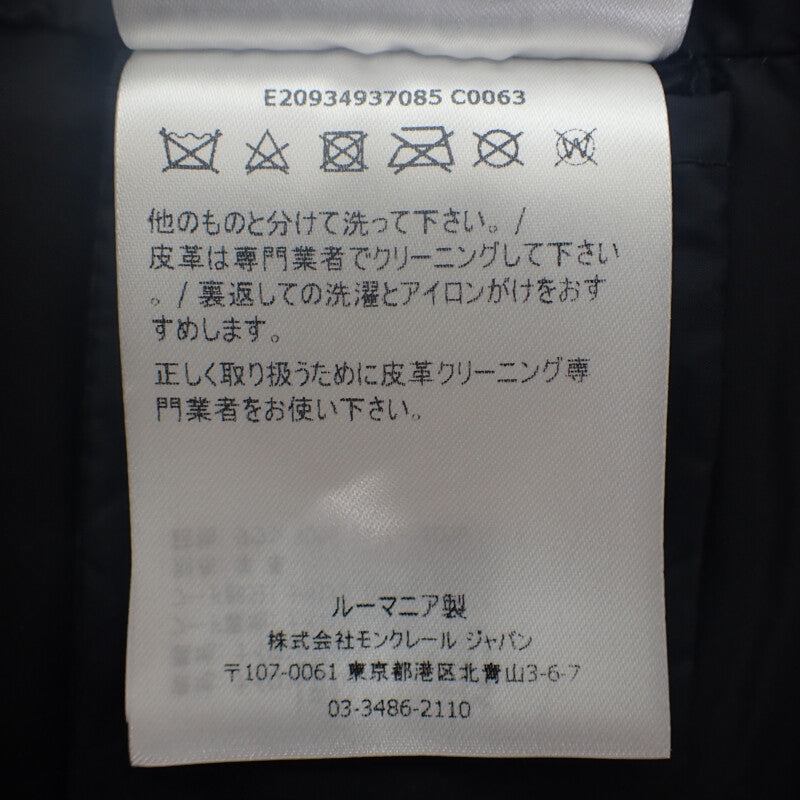 E20934937085 C0063
W
他のものと分けて洗って下さい。/
皮革は専門業者でクリーニングして下さい
。/ 裏返しての洗濯とアイロンがけをおす
すめします。
正しく取り扱うために皮革クリーニング専
門業者をお使い下さい。
ルーマニア製
株式会社モンクレール ジャパン
〒107-0061 東京都港区北青山3-6-7
03-3486-2110